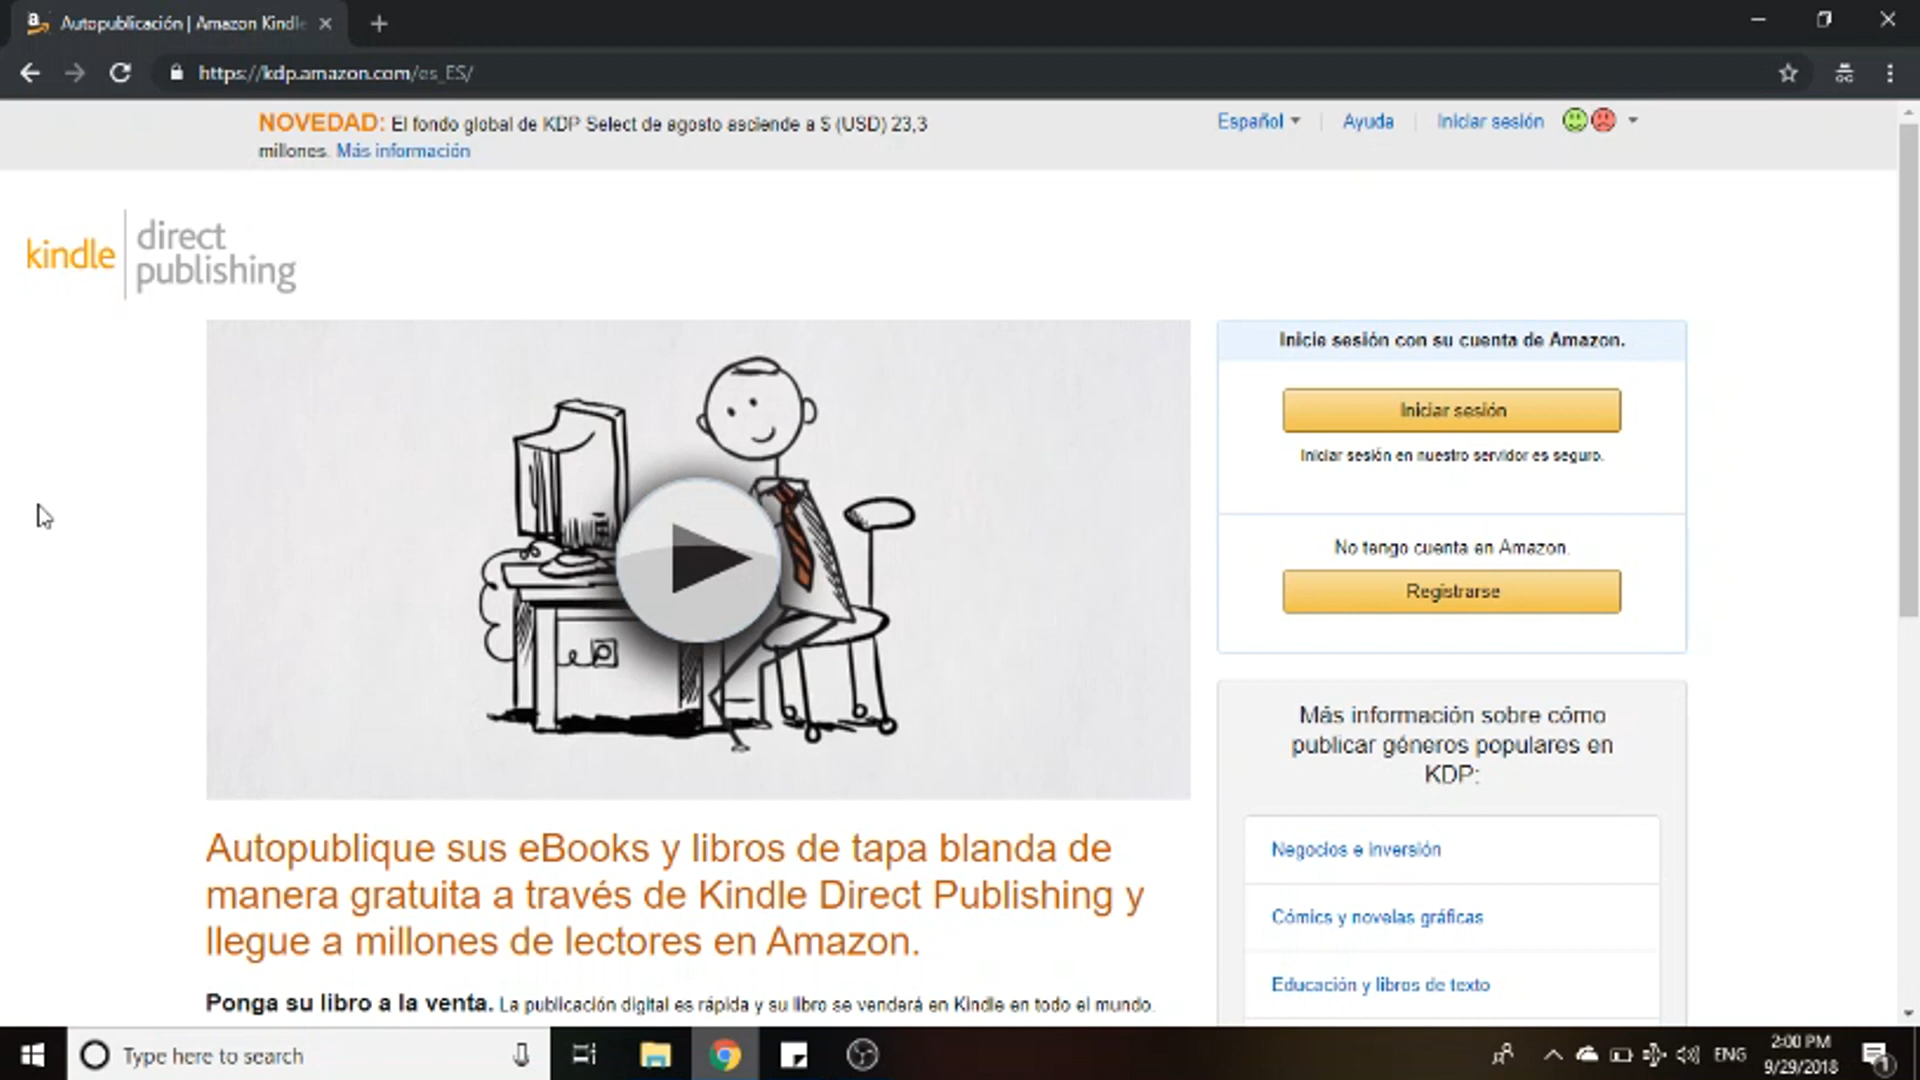 Autopublicación | Amazon Kindle
https://kdp.amazon.com/es_ES/
NOVEDAD: El fondo global de KDP Select de agosto asciende a $ (USD) 23,3
millones. Más información
Español
Ayuda
Iniciar sesión
kindle
direct
publishing
Inicie sesión con su cuenta de Amazon.
Iniciar sesión
Iniciar sesión en nuestro servidor es seguro.
No tengo cuenta en Amazon.
Registrarse
Más información sobre cómo
publicar géneros populares en
KDP:
Negocios e inversión
Cómics y novelas gráficas
Educación y libros de texto
Autopublique sus eBooks y libros de tapa blanda de
manera gratuita a través de Kindle Direct Publishing y
llegue a millones de lectores en Amazon.
Ponga su libro a la venta. La publicación digital es rápida y su libro se venderá en Kindle en todo el mundo.
Type here to search
ENG
2:00 PM
9/29/2018
1